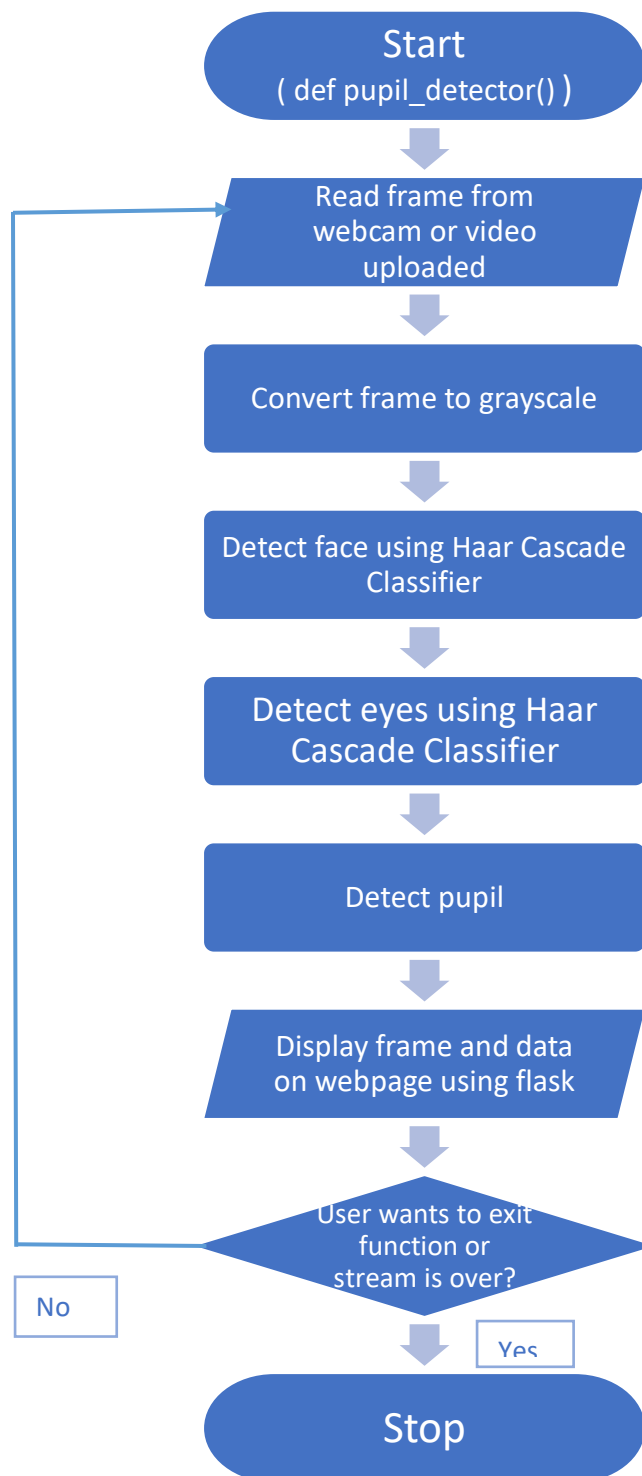 Start
( def pupil_detector() )
Read frame from
webcam or video
uploaded
Convert frame to grayscale
Detect face using Haar Cascade
Classifier
Detect eyes using Haar
Cascade Classifier
Detect pupil
Display frame and data
on webpage using flask
User wants to exit
function or
stream is over?
No
Yes
Stop